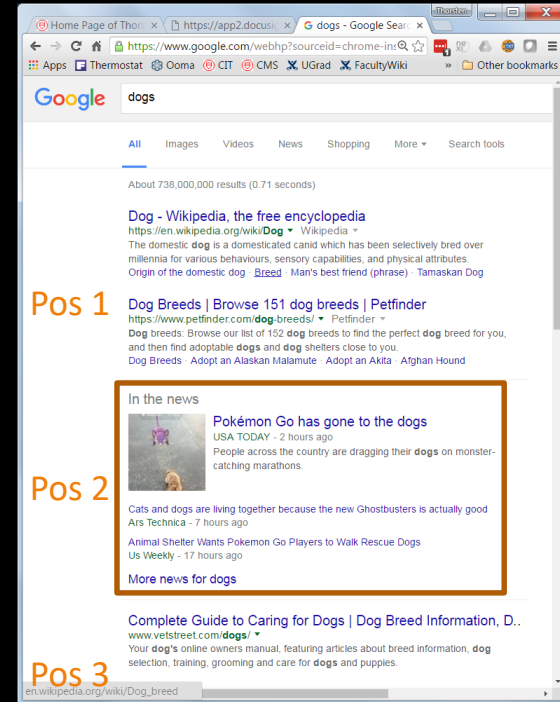 Thorsten
Home Page of Thor
https://app2.docusig
dogs - Google Searc
https://www.google.com/webhp?sourceid=chrome-ins
Apps Thermostat Ooma CIT CMS UGrad FacultyWiki » Other bookmarks
Google dogs
All Images Videos News Shopping More Search tools
About 738,000,000 results (0.71 seconds)
Dog - Wikipedia, the free encyclopedia
https://en.wikipedia.org/wiki/Dog Wikipedia
The domestic dog is a domesticated canid which has been selectively bred over
millennia for various behaviours, sensory capabilities, and physical attributes.
Origin of the domestic dog · Breed · Man's best friend (phrase) · Tamaskan Dog
Pos 1
Dog Breeds | Browse 151 dog breeds | Petfinder
https://www.petfinder.com/dog-breeds/ Petfinder
Dog breeds: Browse our list of 152 dog breeds to find the perfect dog breed for you,
and then find adoptable dogs and dog shelters close to you.
Dog Breeds · Adopt an Alaskan Malamute · Adopt an Akita · Afghan Hound
In the news
Pokémon Go has gone to the dogs
USA TODAY - 2 hours ago
People across the country are dragging their dogs on monster-
catching marathons.
Pos 2
Cats and dogs are living together because the new Ghostbusters is actually good
Ars Technica - 7 hours ago
Animal Shelter Wants Pokemon Go Players to Walk Rescue Dogs
Us Weekly - 17 hours ago
More news for dogs
Complete Guide to Caring for Dogs | Dog Breed Information, D..
www.vetstreet.com/dogs/
Your dog's online owners manual, featuring articles about breed information, dog
selection, training, grooming and care for dogs and puppies.
Pos 3
en.wikipedia.org/wiki/Dog_breed